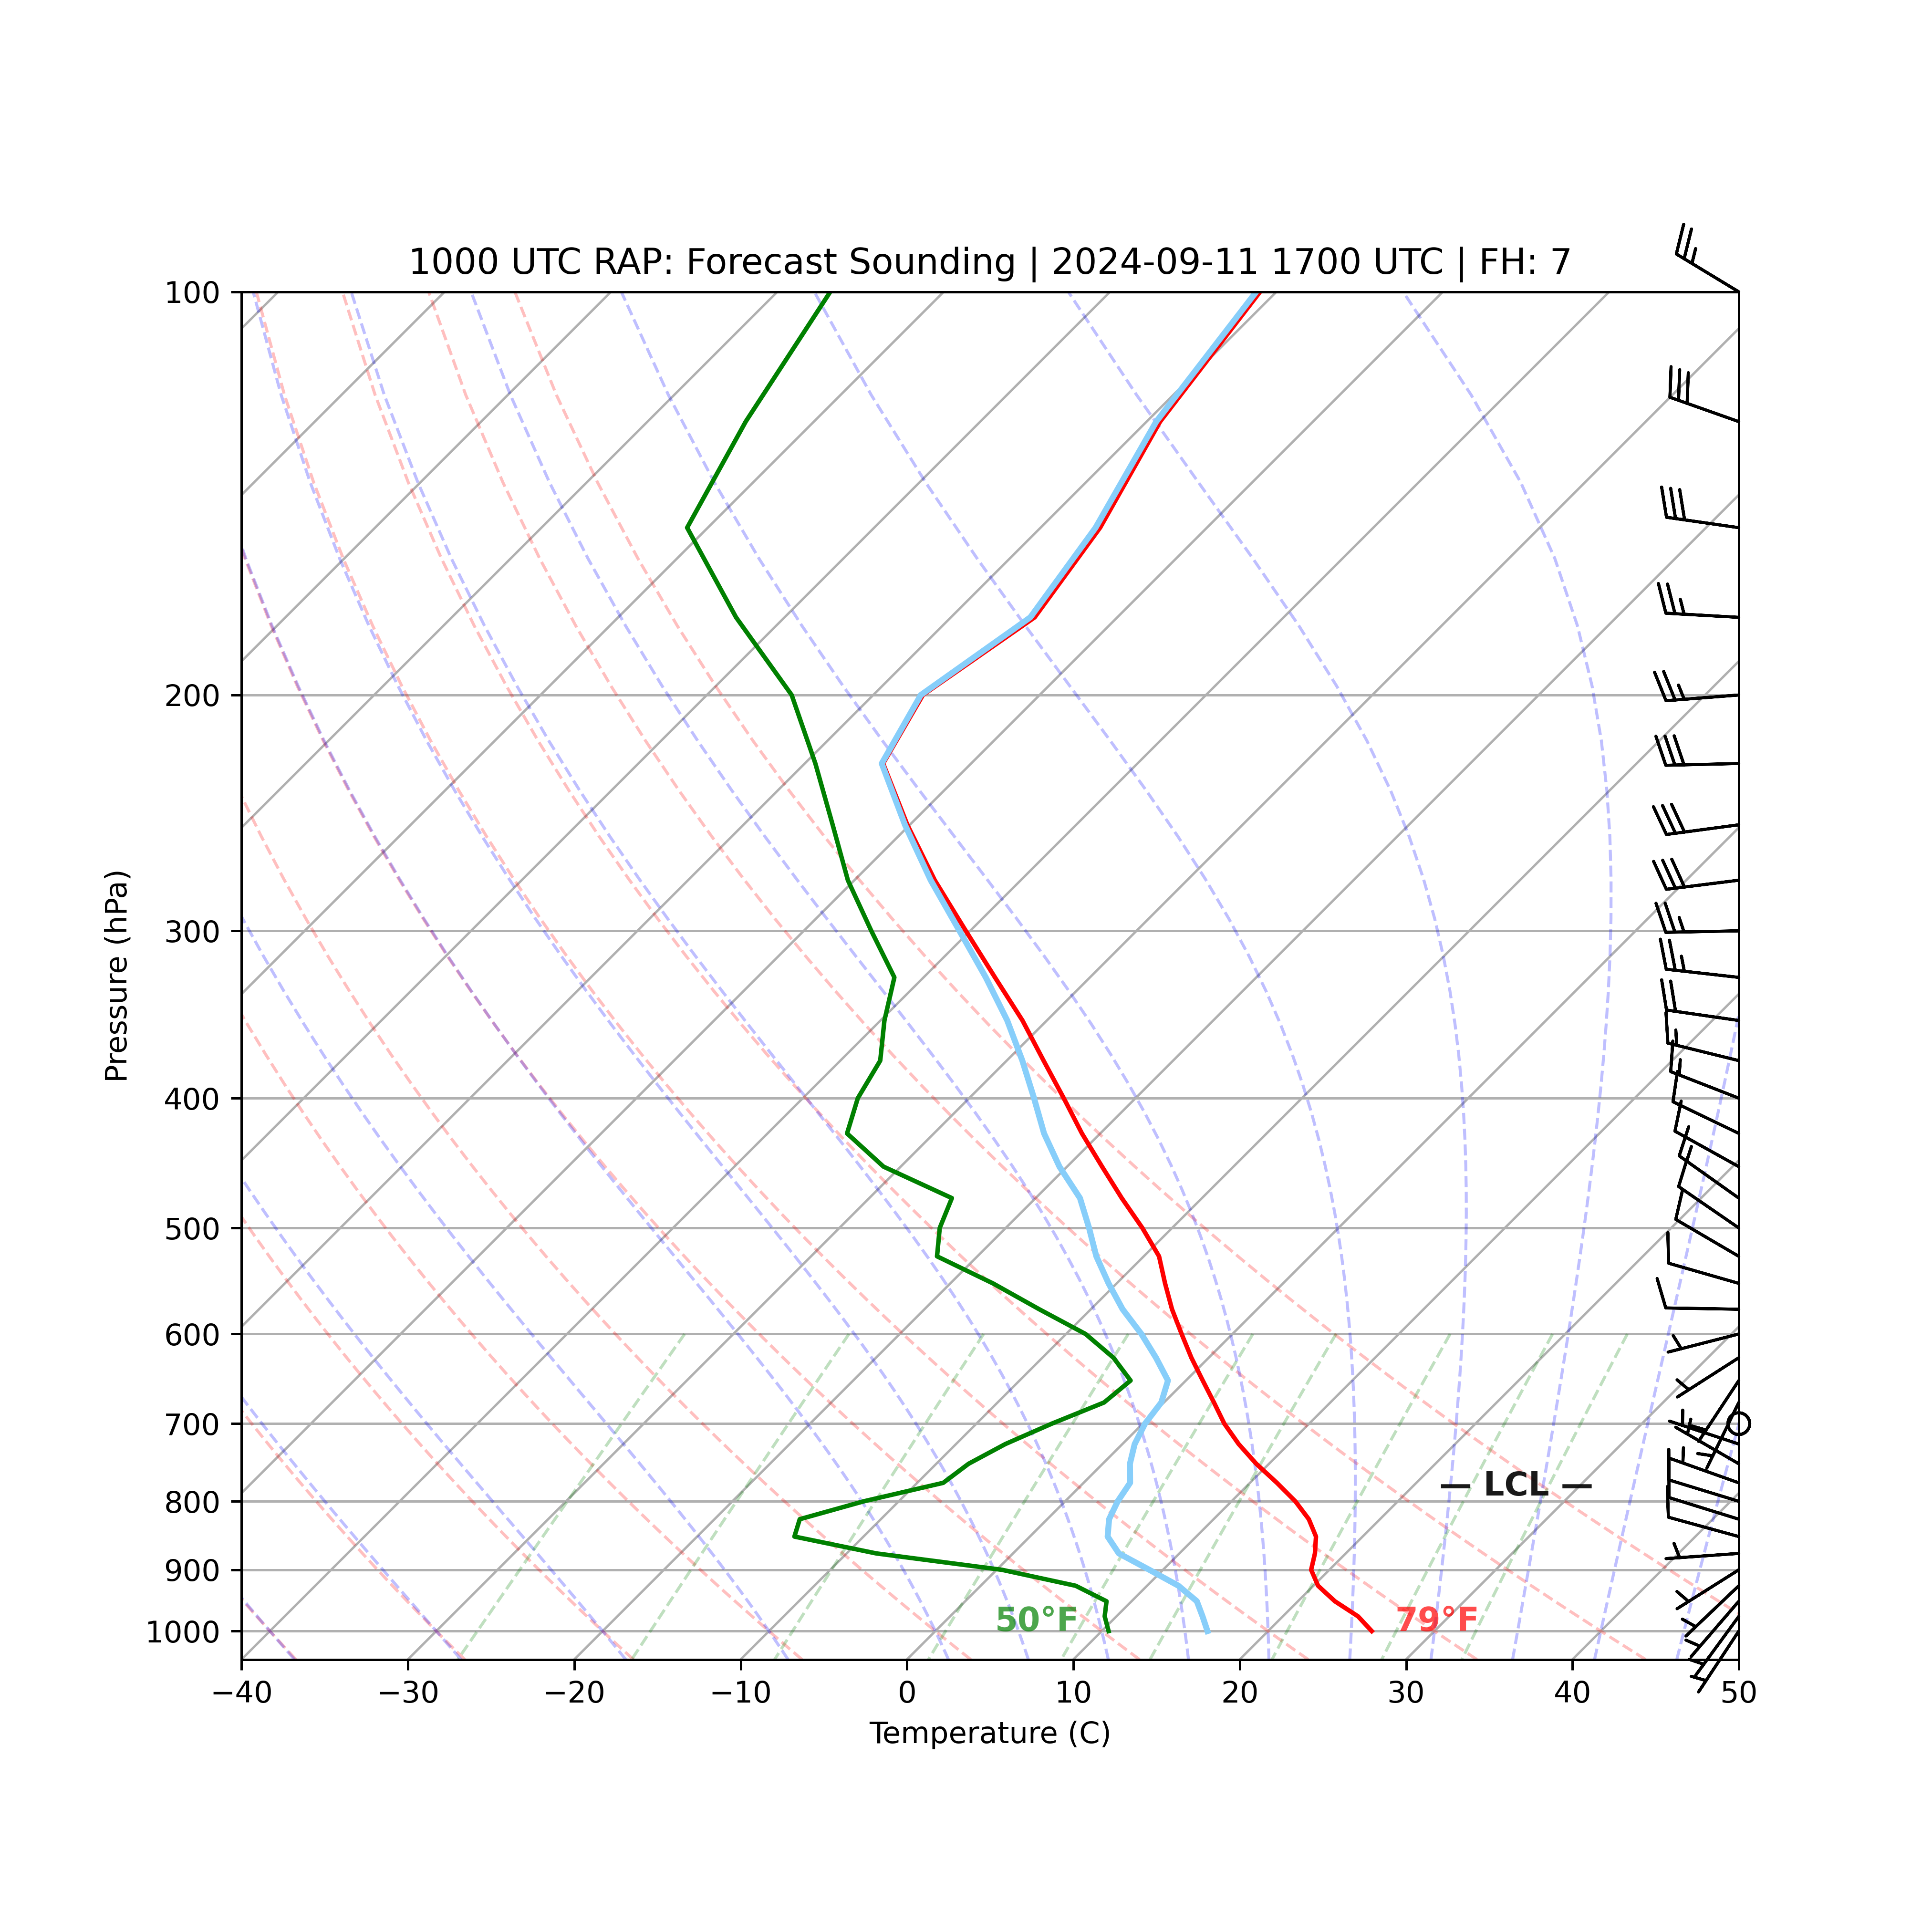 1000 UTC RAP: Forecast Sounding | 2024-09-11 1700 UTC | FH: 7
100
200
300
Pressure (hPa)
400
500
600
700
— LCL —
800
900
50°F 79°F
1000
−40 −30 −20 −10 0 10 20 30 40 50
Temperature (C)